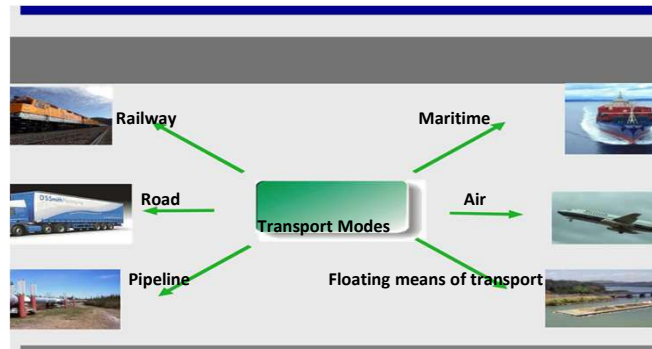 Railway
Maritime
Road
Air
Transport Modes
Pipeline
Floating means of transport